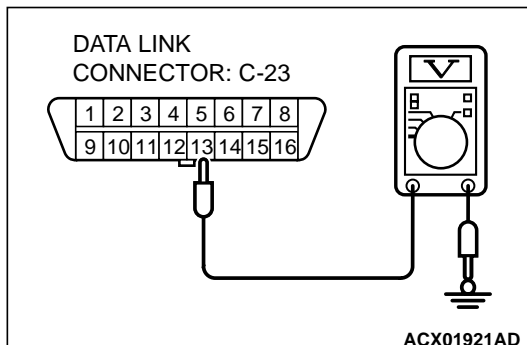 DATA LINK
CONNECTOR: C-23
1 2 3 4 5 6 7 8
9 10 11 12 13 14 15 16
V
ACX01921AD